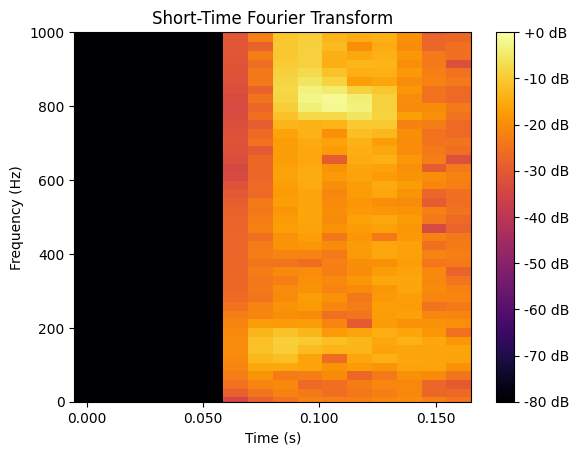 Short-Time Fourier Transform
Frequency (Hz)
1000
800
600
400
200
0
0.000 0.050 0.100 0.150
Time (s)
+0 dB
-10 dB
-20 dB
-30 dB
-40 dB
-50 dB
-60 dB
-70 dB
-80 dB